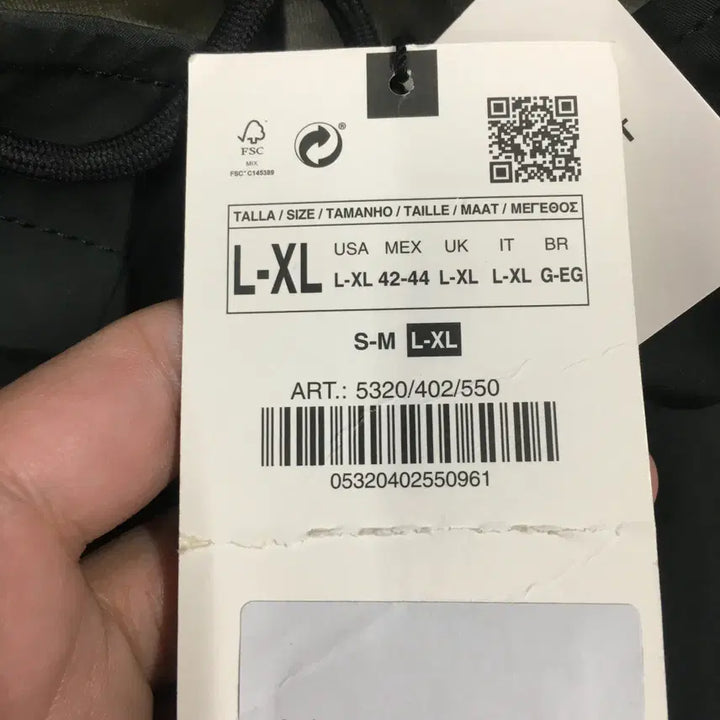 FSC
MIX
FSC® C145389
®
TALLA / SIZE / TAMANHO / TAILLE / MAAT / ΜΕΓΕΘΟΣ
L-XL
USA MEX UK IT BR
L-XL 42-44 L-XL L-XL G-EG
S-M L-XL
ART.: 5320/402/550
05320402550961